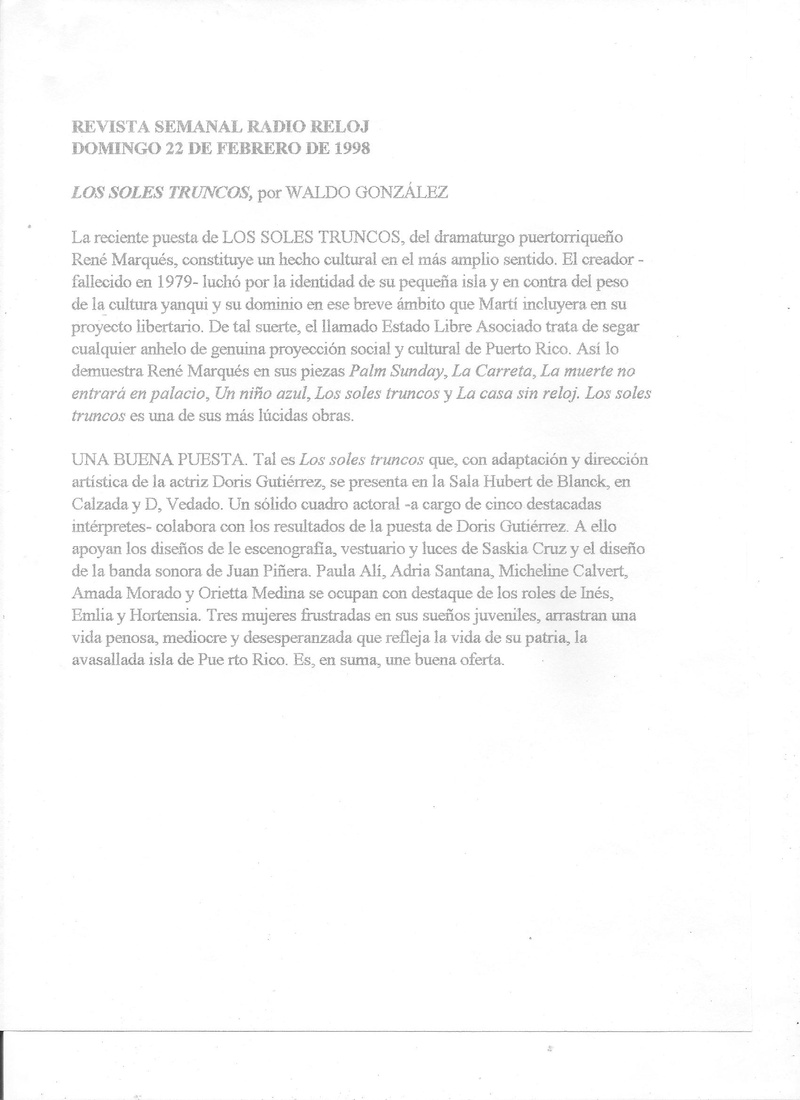 REVISTA SEMANAL RADIO RELOJ
DOMINGO 22 DE FEBRERO DE 1998
LOS SOLES TRUNCOS, por WALDO GONZÁLEZ
La reciente puesta de LOS SOLES TRUNCOS, del dramaturgo puertorriqueño
René Marqués, constituye un hecho cultural en el más amplio sentido. El creador -
fallecido en 1979- luchó por la identidad de su pequeña isla y en contra del peso
de la cultura yanqui y su dominio en ese breve ámbito que Martí incluyera en su
proyecto libertario. De tal suerte, el llamado Estado Libre Asociado trata de segar
cualquier anhelo de genuina proyección social y cultural de Puerto Rico. Así lo
demuestra René Marqués en sus piezas Palm Sunday, La Carreta, La muerte no
entrará en palacio, Un niño azul, Los soles truncos y La casa sin reloj. Los soles
truncos es una de sus más lúcidas obras.
UNA BUENA PUESTA. Tal es Los soles truncos que, con adaptación y dirección
artística de la actriz Doris Gutiérrez, se presenta en la Sala Hubert de Blanck, en
Calzada y D, Vedado. Un sólido cuadro actoral -a cargo de cinco destacadas
intérpretes- colabora con los resultados de la puesta de Doris Gutiérrez. A ello
apoyan los diseños de le escenografía, vestuario y luces de Saskia Cruz y el diseño
de la banda sonora de Juan Piñera. Paula Alí, Adria Santana, Micheline Calvert,
Amada Morado y Orietta Medina se ocupan con destaque de los roles de Inés,
Emlia y Hortensia. Tres mujeres frustradas en sus sueños juveniles, arrastran una
vida penosa, mediocre y desesperanzada que refleja la vida de su patria, la
avasallada isla de Pue rto Rico. Es, en suma, une buena oferta.